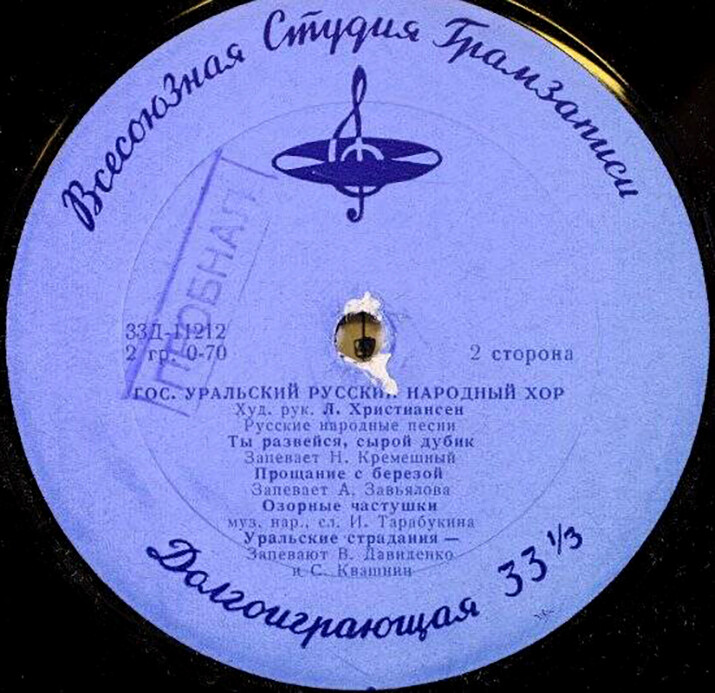 Всесоюзная Студия Грамзаписи
ПРОБНАЯ
33Д-11212
2 гр. 0-70
2 сторона
ГОС. УРАЛЬСКИЙ РУССКИЙ НАРОДНЫЙ ХОР
Худ. рук. Л. Христиансен
Русские народные песни
Ты развейся, сырой дубик
Запевает Н. Кремешный
Прощание с березой
Запевает А. Завьялова
Озорные частушки
муз. нар., сл. И. Тарабукина
Уральские страдания —
Запевают В. Давиденко
и С. Квашнин
Долгоиграющая 33 1/3